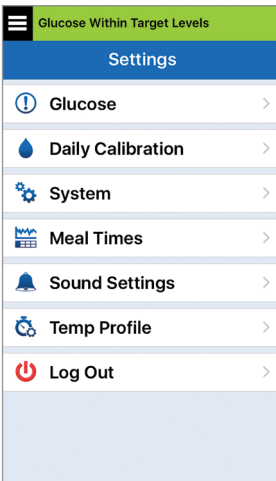 Glucose Within Target Levels
Settings
Glucose
Daily Calibration
System
Meal Times
Sound Settings
Temp Profile
Log Out